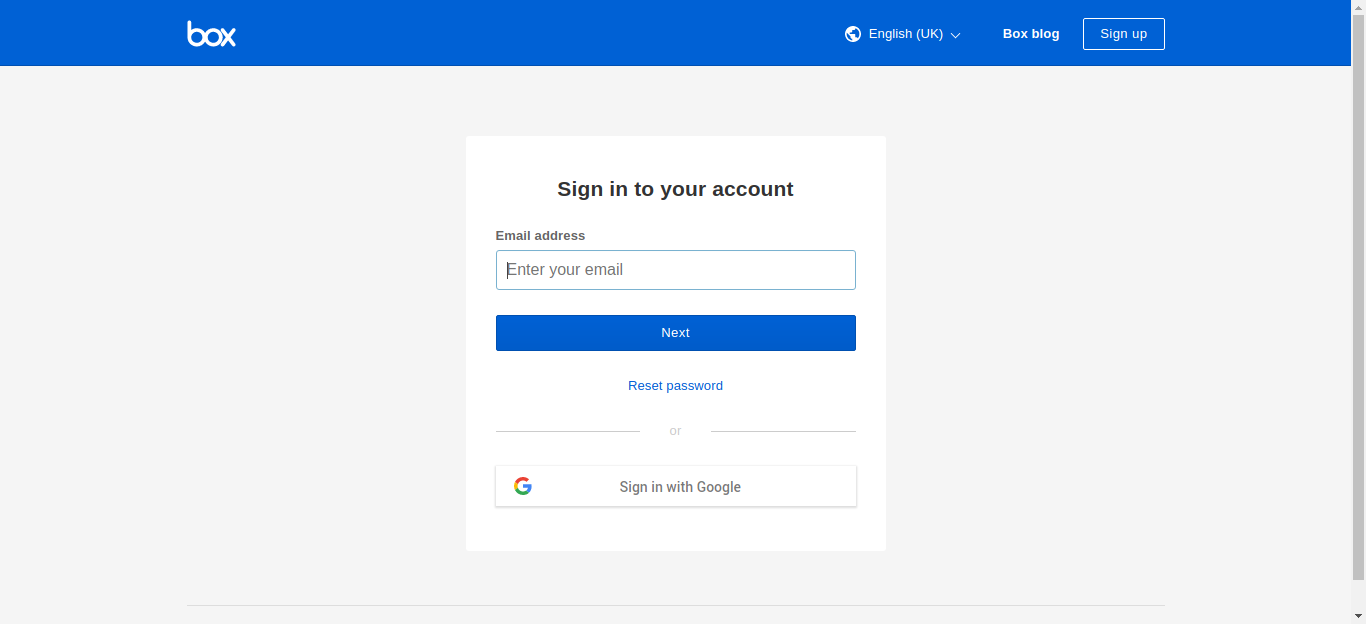 box
English (UK)
Box blog
Sign up
Sign in to your account
Email address
Enter your email
Next
Reset password
or
Sign in with Google